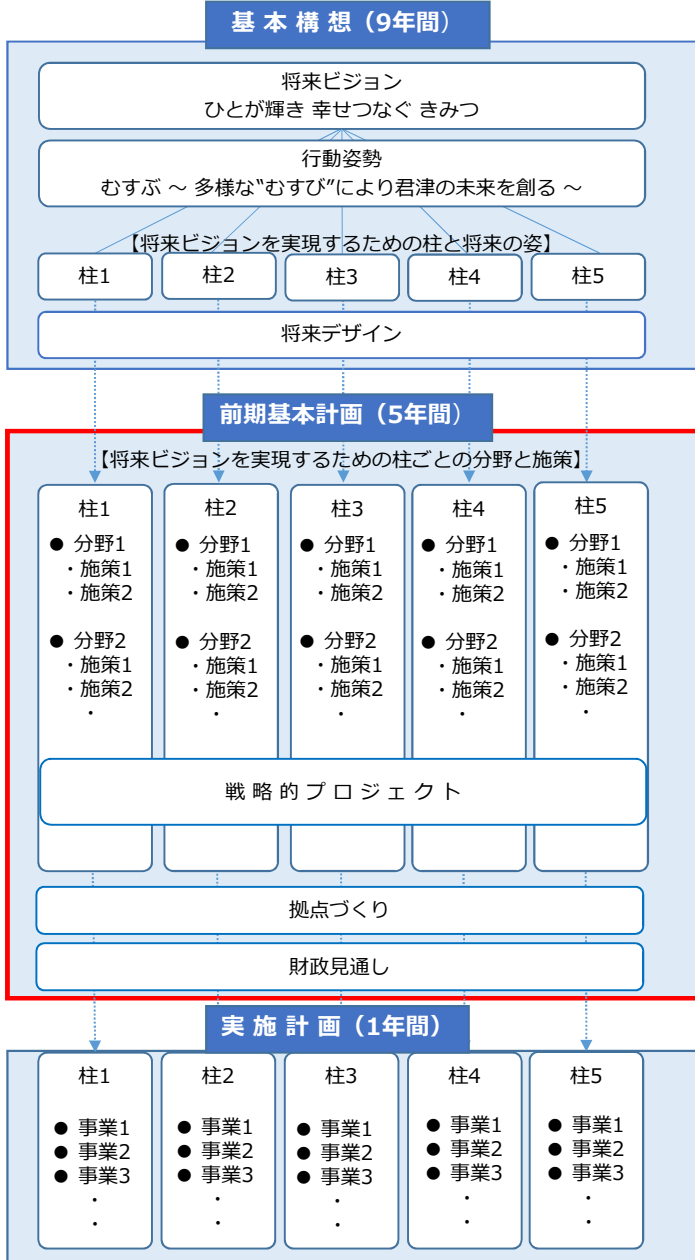 基 本 構 想（9年間）
将来ビジョン
ひとが輝き 幸せつなぐ きみつ
行動姿勢
むすぶ ～ 多様な“むすび”により君津の未来を創る ～
【将来ビジョンを実現するための柱と将来の姿】
柱1
柱2
柱3
柱4
柱5
将来デザイン
前期基本計画（5年間）
【将来ビジョンを実現するための柱ごとの分野と施策】
柱1
● 分野1
・施策1
・施策2
● 分野2
・施策1
・施策2
・
柱2
● 分野1
・施策1
・施策2
● 分野2
・施策1
・施策2
・
柱3
● 分野1
・施策1
・施策2
● 分野2
・施策1
・施策2
・
柱4
● 分野1
・施策1
・施策2
● 分野2
・施策1
・施策2
・
柱5
● 分野1
・施策1
・施策2
● 分野2
・施策1
・施策2
・
戦 略 的 プ ロ ジ ェ ク ト
拠点づくり
財政見通し
実 施 計 画（1年間）
柱1
● 事業1
● 事業2
● 事業3
・
・
柱2
● 事業1
● 事業2
● 事業3
・
・
柱3
● 事業1
● 事業2
● 事業3
・
・
柱4
● 事業1
● 事業2
● 事業3
・
・
柱5
● 事業1
● 事業2
● 事業3
・
・